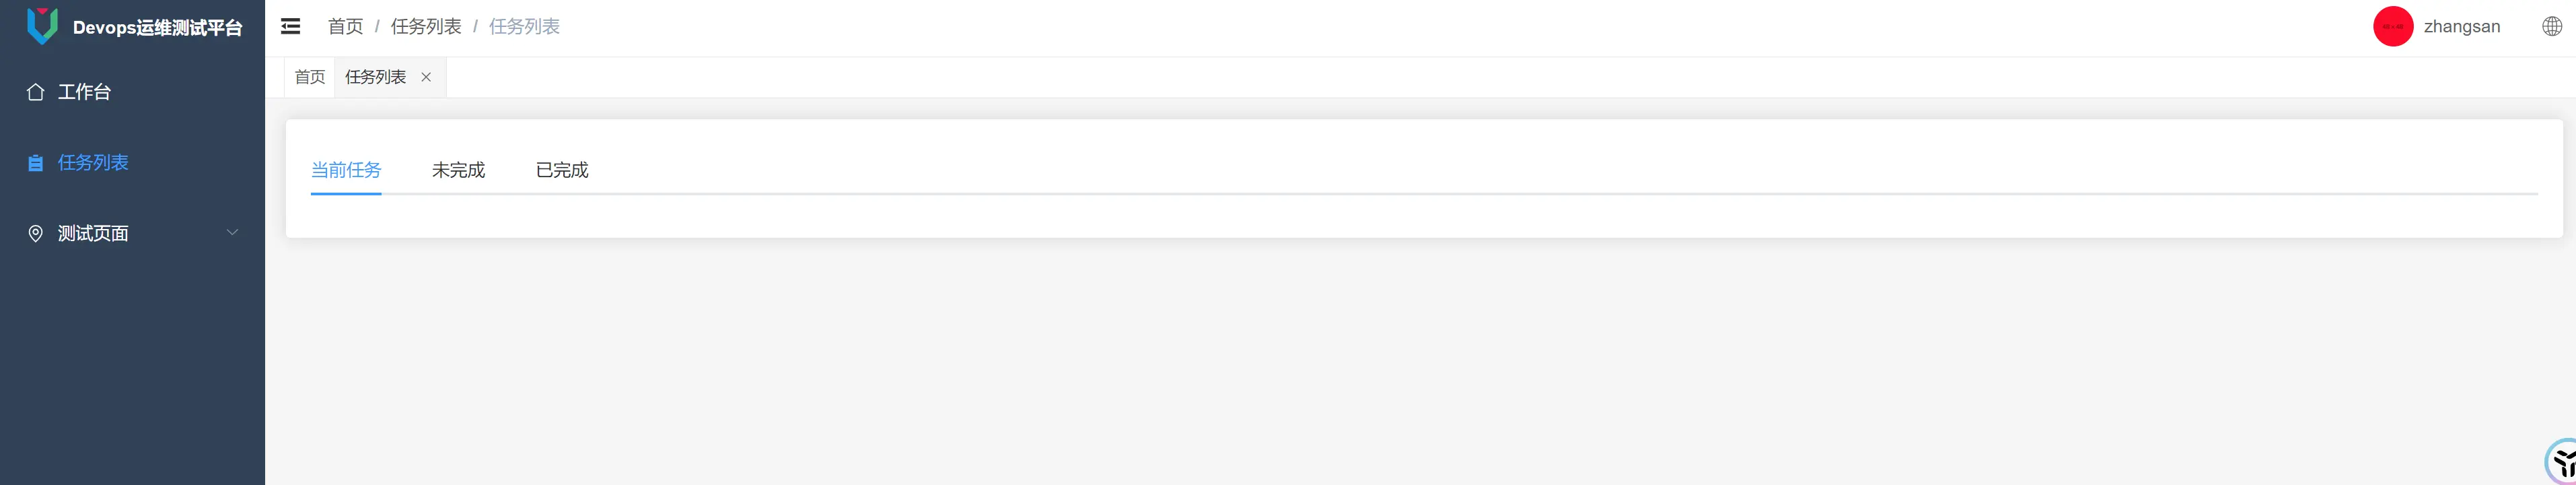 Devops运维测试平台
首页 / 任务列表 / 任务列表
zhangsan
首页
任务列表
工作台
任务列表
测试页面
当前任务
未完成
已完成